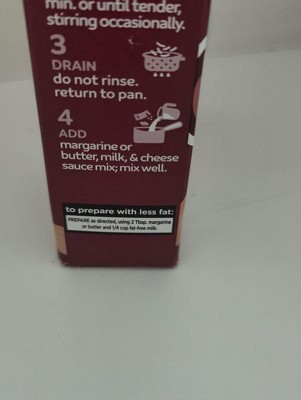 min. or until tender,
stirring occasionally.
3
DRAIN
do not rinse.
return to pan.
4
ADD
margarine or
butter, milk, & cheese
sauce mix; mix well.
to prepare with less fat:
PREPARE as directed, using 2 Tbsp. margarine
or butter and 1/4 cup fat-free milk.